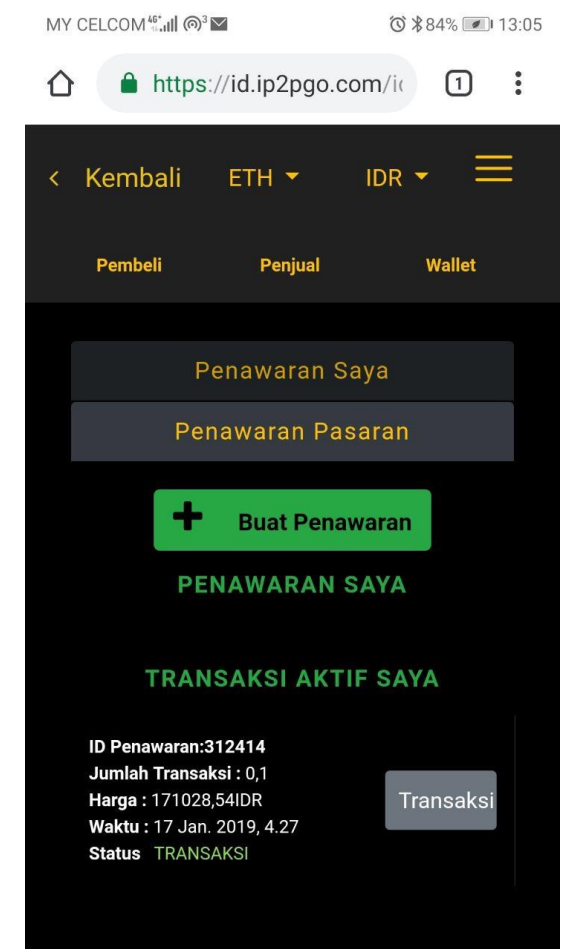 MY CELCOM 46 3 84% 13:05
https://id.ip2pgo.com/i 1
< Kembali ETH IDR
Pembeli Penjual Wallet
Penawaran Saya
Penawaran Pasaran
+ Buat Penawaran
PENAWARAN SAYA
TRANSAKSI AKTIF SAYA
ID Penawaran:312414
Jumlah Transaksi : 0,1
Harga : 171028,54IDR
Transaksi
Waktu : 17 Jan. 2019, 4.27
Status TRANSAKSI